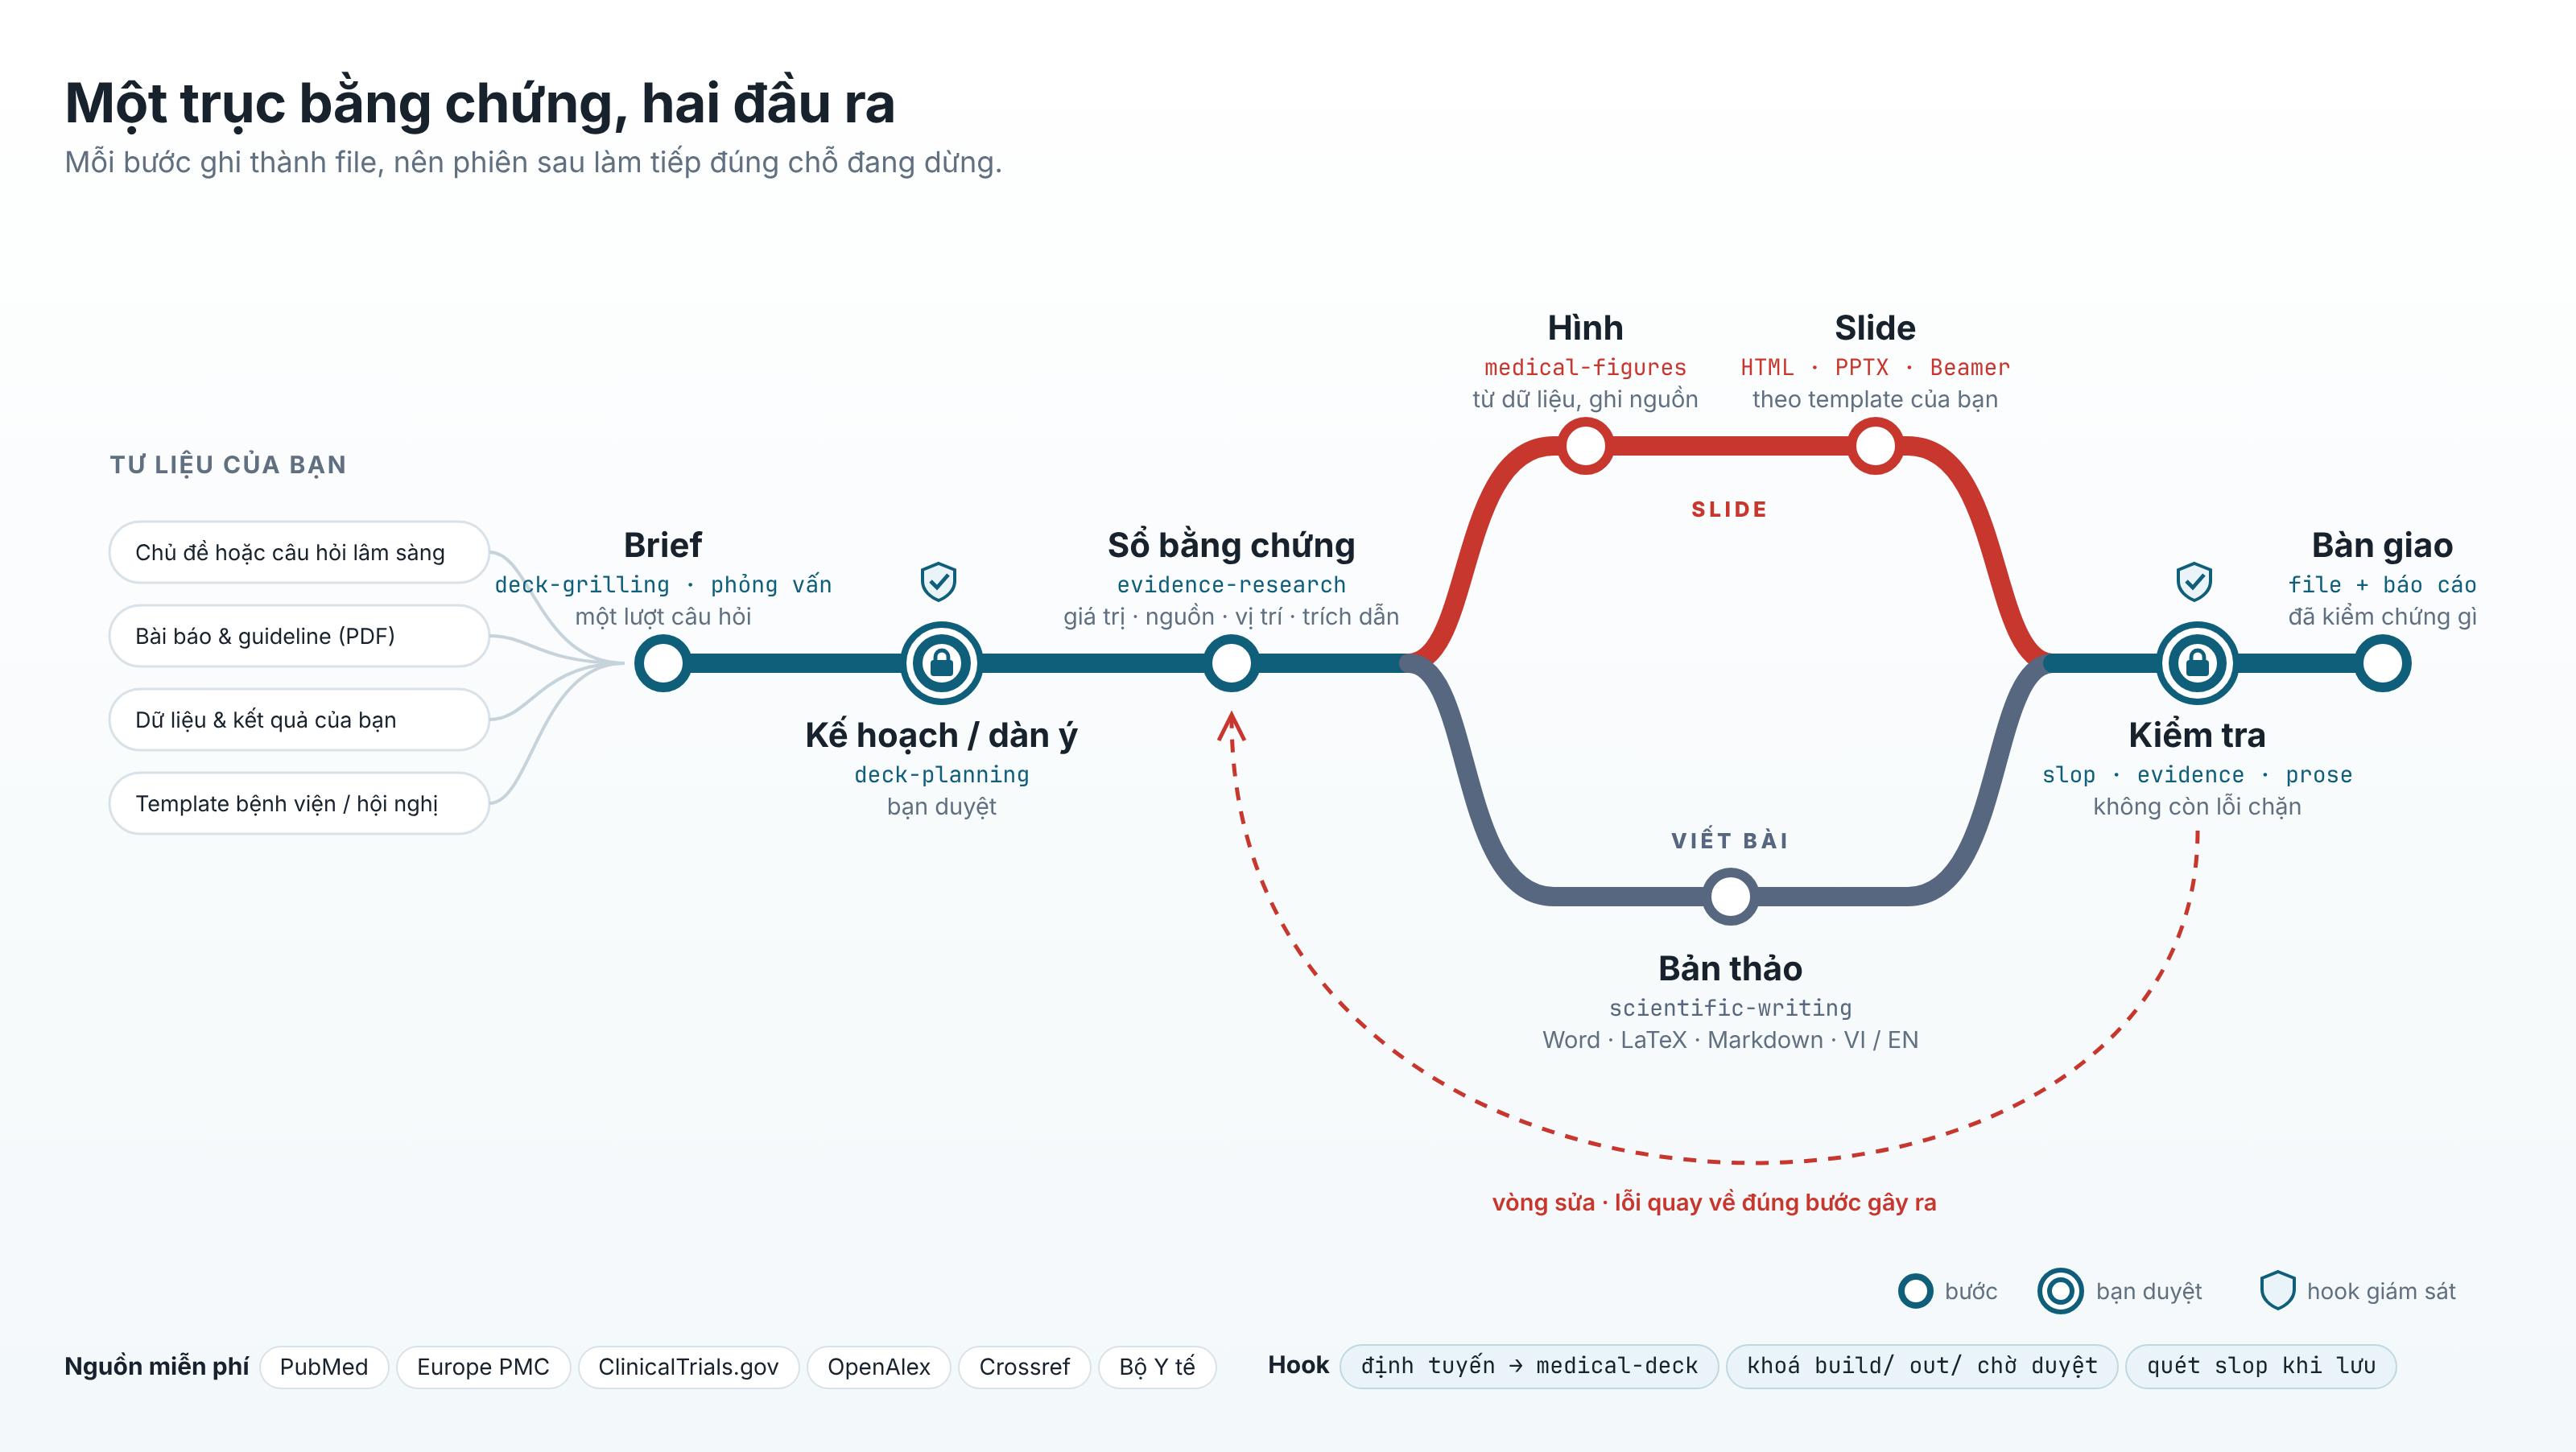 Một trục bằng chứng, hai đầu ra
Mỗi bước ghi thành file, nên phiên sau làm tiếp đúng chỗ đang dừng.
TƯ LIỆU CỦA BẠN
Chủ đề hoặc câu hỏi lâm sàng
Bài báo & guideline (PDF)
Dữ liệu & kết quả của bạn
Template bệnh viện / hội nghị
Brief
deck-grilling · phỏng vấn
một lượt câu hỏi
Kế hoạch / dàn ý
deck-planning
bạn duyệt
Sổ bằng chứng
evidence-research
giá trị · nguồn · vị trí · trích dẫn
Hình
medical-figures
từ dữ liệu, ghi nguồn
Slide
HTML · PPTX · Beamer
theo template của bạn
SLIDE
VIẾT BÀI
Bản thảo
scientific-writing
Word · LaTeX · Markdown · VI / EN
Kiểm tra
slop · evidence · prose
không còn lỗi chặn
Bàn giao
file + báo cáo
đã kiểm chứng gì
vòng sửa · lỗi quay về đúng bước gây ra
bước
bạn duyệt
hook giám sát
Nguồn miễn phí PubMed Europe PMC ClinicalTrials.gov OpenAlex Crossref Bộ Y tế
Hook định tuyến → medical-deck khoá build/ out/ chờ duyệt quét slop khi lưu